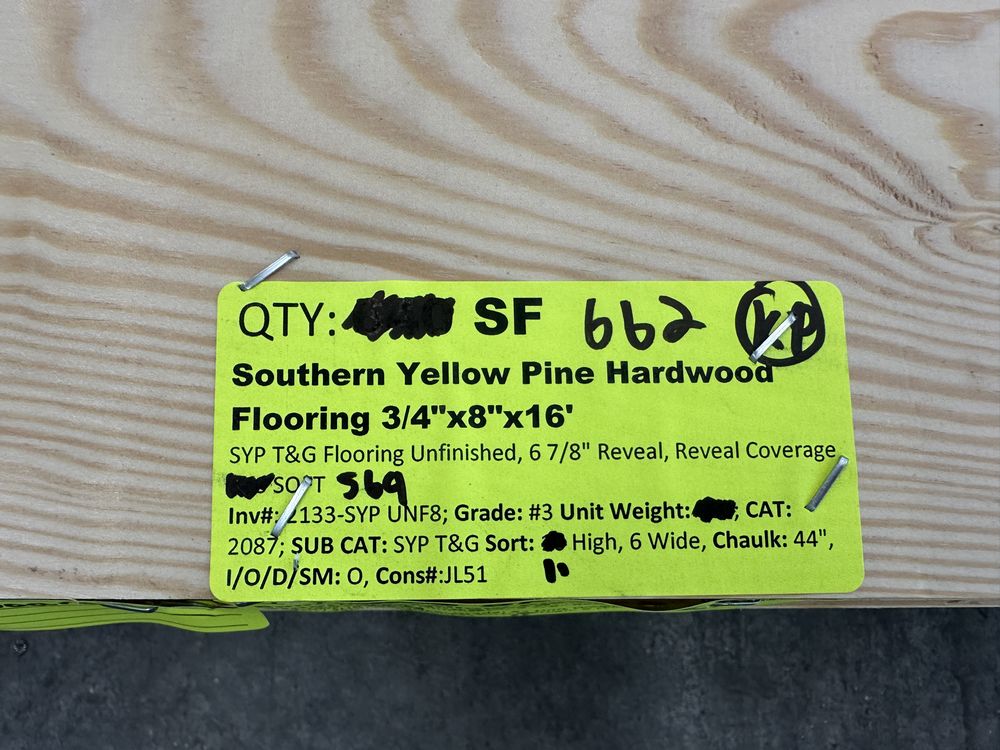 QTY: SF 662 KP
Southern Yellow Pine Hardwood
Flooring 3/4"x8"x16'
SYP T&G Flooring Unfinished, 6 7/8" Reveal, Reveal Coverage
SQFT 569
Inv#: 2133-SYP UNF8; Grade: #3 Unit Weight: ; CAT:
2087; SUB CAT: SYP T&G Sort: High, 6 Wide, Chaulk: 44",
I/O/D/SM: O, Cons#:JL51